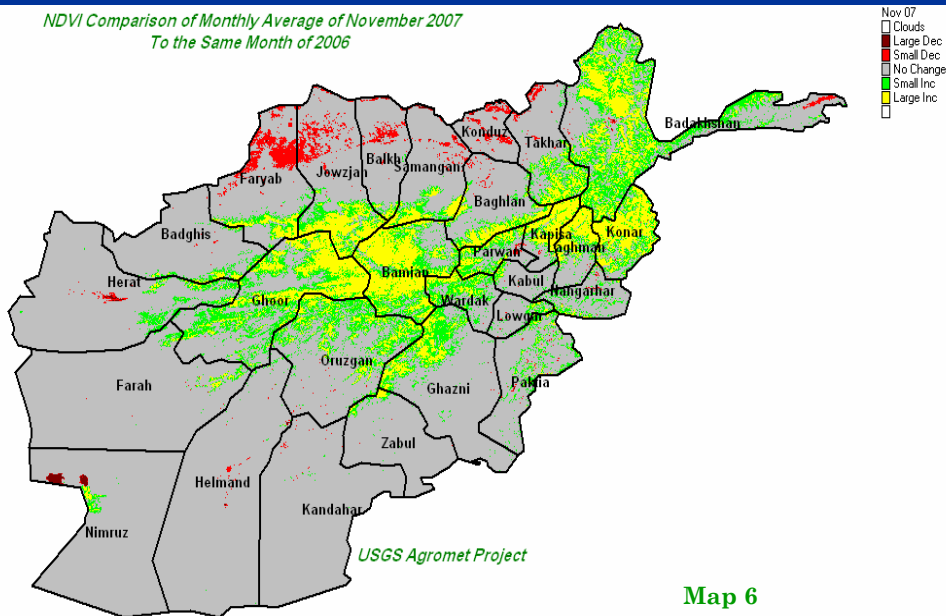 NDVI Comparison of Monthly Average of November 2007
To the Same Month of 2006
Nov 07
Clouds
Large Dec
Small Dec
No Change
Small Inc
Large Inc
Badakhshan
Konduz
Takhar
Balkh
Samangan
Jowzjan
Faryab
Baghlan
Badghis
Kapisa
Konar
Laghman
Parwan
Bamian
Herat
Kabul
Nangarhar
Wardak
Ghoor
Lowgar
Oruzgan
Farah
Ghazni
Paktia
Zabul
Helmand
Kandahar
Nimruz
USGS Agromet Project
Map 6